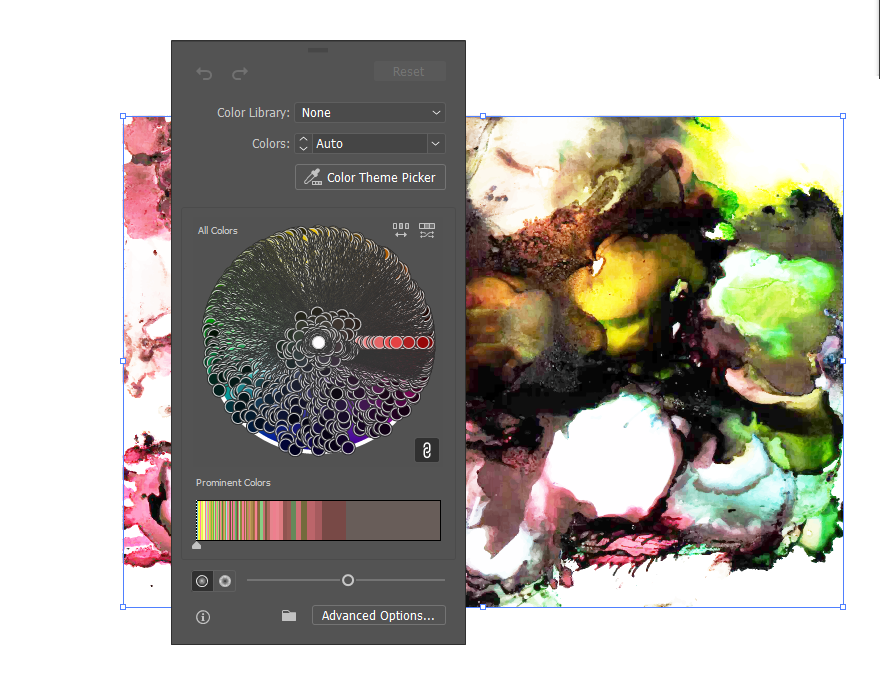 Reset
Color Library: None
Colors: Auto
Color Theme Picker
All Colors
Prominent Colors
Advanced Options...